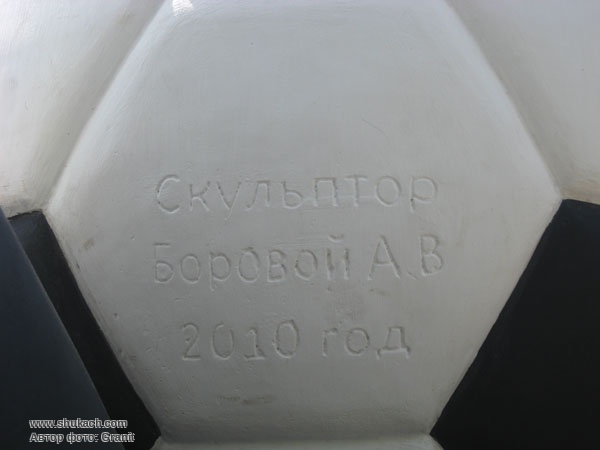 Скульптор
Боровой А.В
2010 год
www.shukach.com
Автор фото: Granit